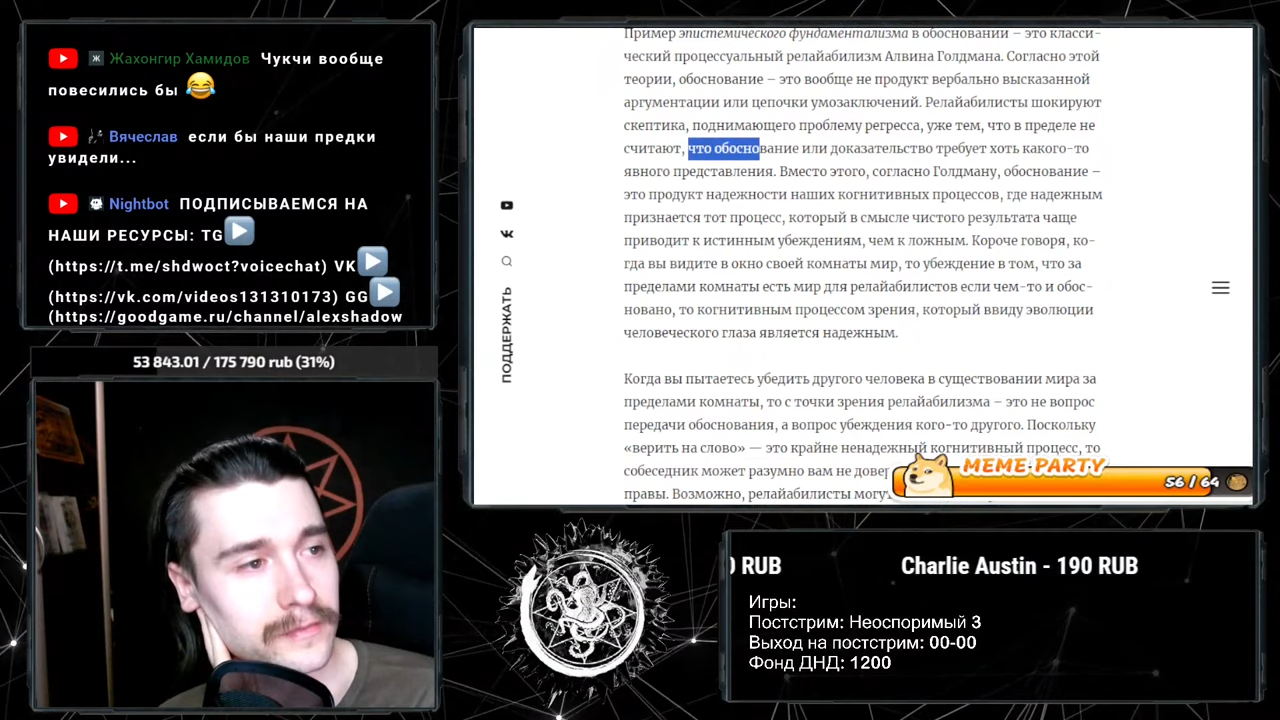 Жахонгир Хамидов Чукчи вообще
повесились бы
Вячеслав если бы наши предки
увидели...
Nightbot ПОДПИСЫВАЕМСЯ НА
НАШИ РЕСУРСЫ: TG
(https://t.me/shdwoct?voicechat) VK
(https://vk.com/videos131310173) GG
(https://goodgame.ru/channel/alexshadow
53 843.01 / 175 790 rub (31%)
ПОДДЕРЖАТЬ
Пример эпистемического фундаментализма в обосновании – это класси-
ческий процессуальный релайабилизм Алвина Голдмана. Согласно этой
теории, обоснование – это вообще не продукт вербально высказанной
аргументации или цепочки умозаключений. Релайабилисты шокируют
скептика, поднимающего проблему регресса, уже тем, что в пределе не
считают, что обоснование или доказательство требует хоть какого-то
явного представления. Вместо этого, согласно Голдману, обоснование –
это продукт надежности наших когнитивных процессов, где надежным
признается тот процесс, который в смысле чистого результата чаще
приводит к истинным убеждениям, чем к ложным. Короче говоря, ко-
гда вы видите в окно своей комнаты мир, то убеждение в том, что за
пределами комнаты есть мир для релайабилистов если чем-то и обос-
новано, то когнитивным процессом зрения, который ввиду эволюции
человеческого глаза является надежным.
Когда вы пытаетесь убедить другого человека в существовании мира за
пределами комнаты, то с точки зрения релайабилизма – это не вопрос
передачи обоснования, а вопрос убеждения кого-то другого. Поскольку
«верить на слово» — это крайне ненадежный когнитивный процесс, то
собеседник может разумно вам не
правы. Возможно, релайабилисты
MEME PARTY
56 / 64
RUB
Charlie Austin - 190 RUB
Игры:
Постстрим: Неоспоримый 3
Выход на постстрим: 00-00
Фонд ДНД: 1200